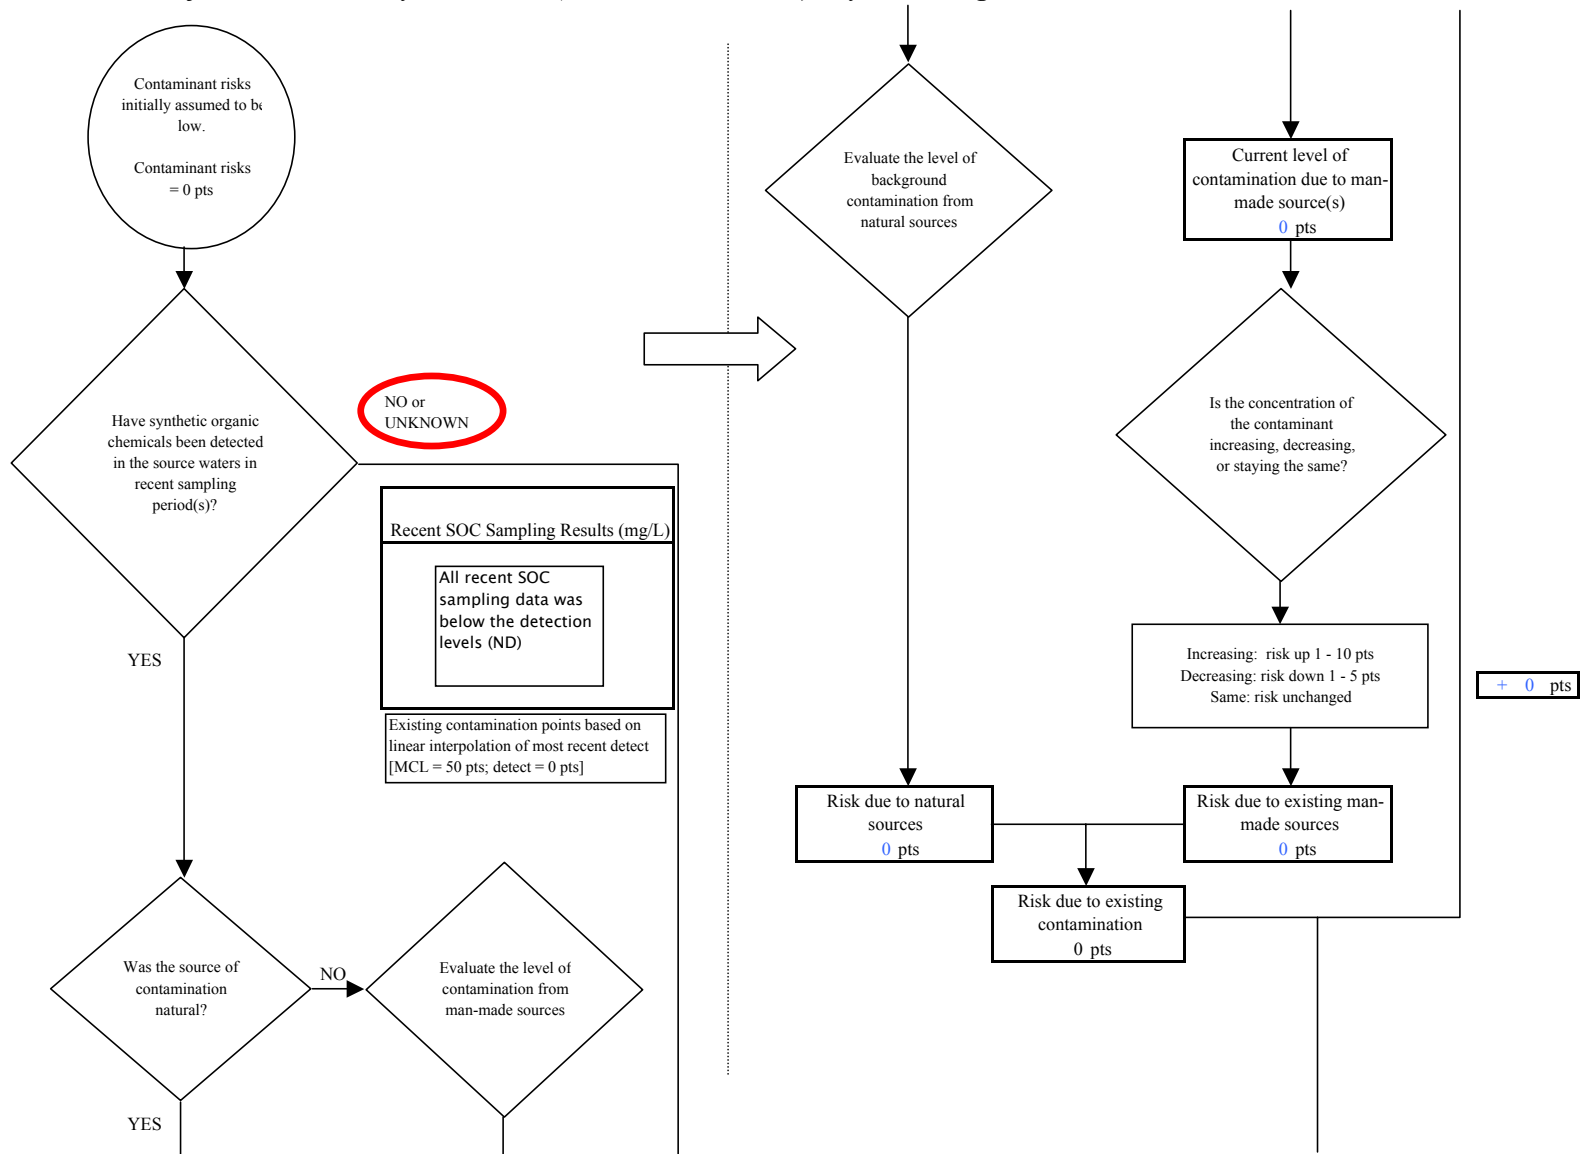 Contaminant risks
initially assumed to be
low.
Contaminant risks
= 0 pts
Have synthetic organic
chemicals been detected
in the source waters in
recent sampling
period(s)?
NO or
UNKNOWN
Recent SOC Sampling Results (mg/L)
All recent SOC
sampling data was
below the detection
levels (ND)
Existing contamination points based on
linear interpolation of most recent detect
[MCL = 50 pts; detect = 0 pts]
YES
Was the source of
contamination
natural?
NO
Evaluate the level of
contamination from
man-made sources
YES
Evaluate the level of
background
contamination from
natural sources
Current level of
contamination due to man-
made source(s)
0 pts
Is the concentration of
the contaminant
increasing, decreasing,
or staying the same?
Increasing: risk up 1 - 10 pts
Decreasing: risk down 1 - 5 pts
Same: risk unchanged
+ 0 pts
Risk due to natural
sources
0 pts
Risk due to existing man-
made sources
0 pts
Risk due to existing
contamination
0 pts